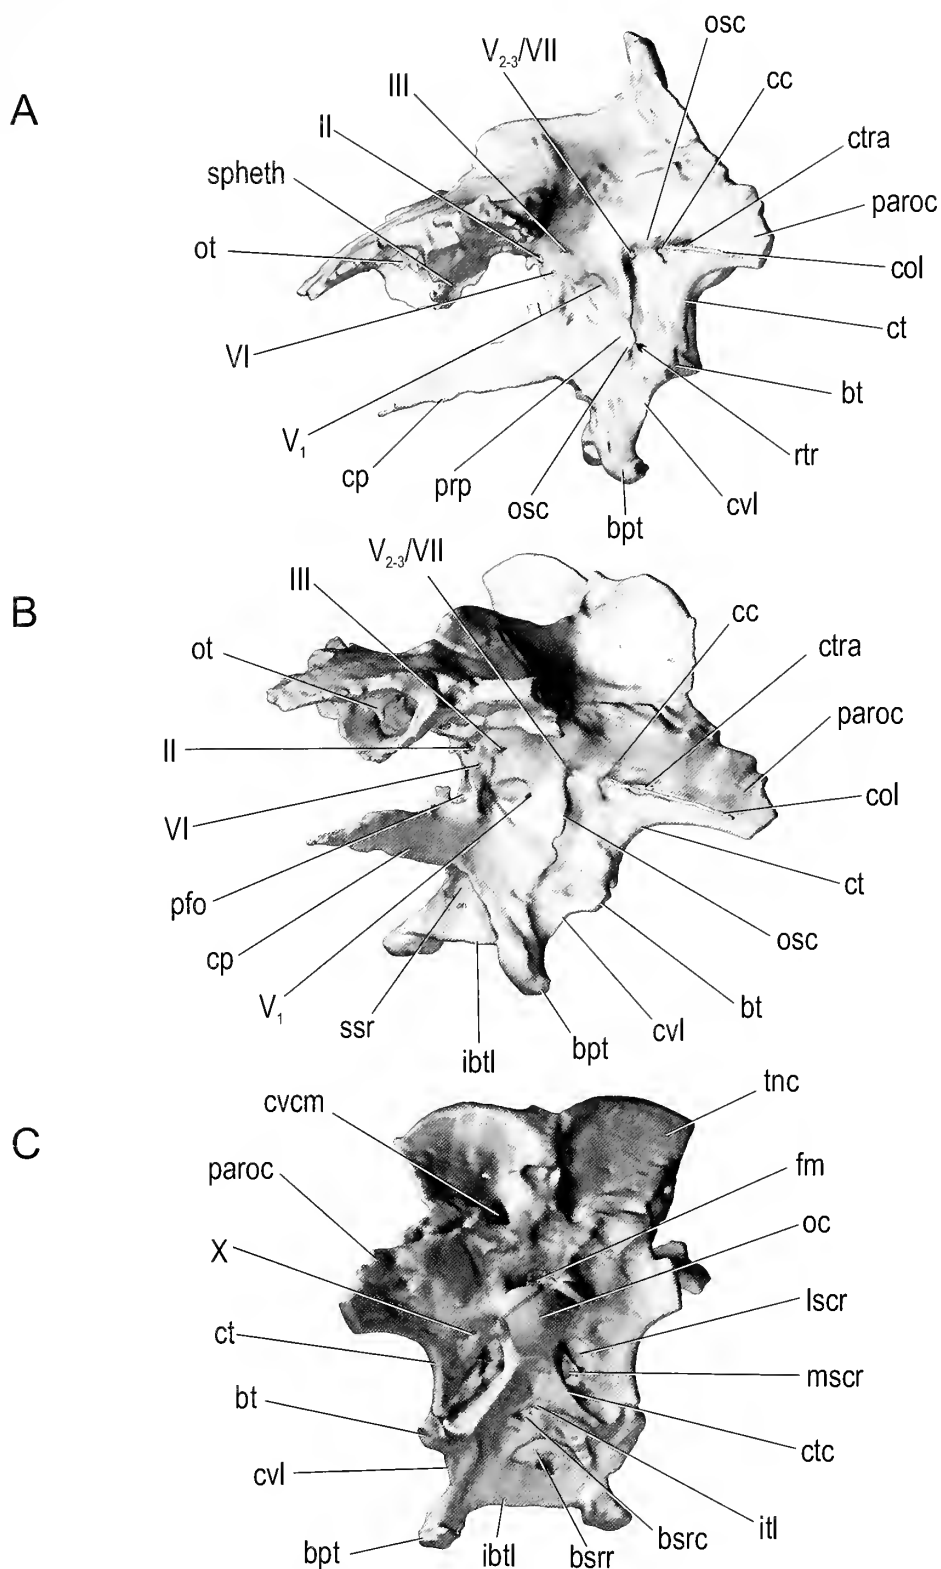 A
osc
V2-3/VII
cc
III
ctra
II
spheth
paroc
ot
col
ct
VI
bt
V1
cp
prp
rtr
osc
cvl
bpt
B
V2-3/VII
III
cc
ot
ctra
paroc
II
col
VI
ct
pfo
osc
cp
V1
bt
ssr
cvl
ibtl
bpt
C
cvcm
tnc
paroc
fm
X
oc
lscr
ct
mscr
bt
ctc
cvl
itl
bsrc
bpt
ibtl
bsrr